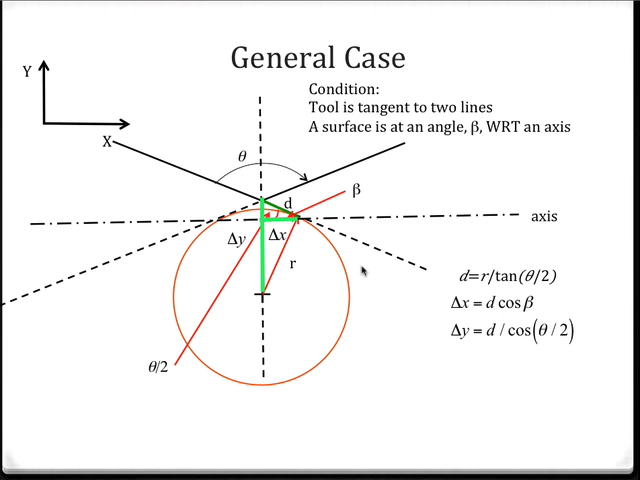 General Case
Condition:
Tool is tangent to two lines
A surface is at an angle, β, WRT an axis
Y
X
θ
β
d
axis
Δy
Δx
r
θ/2
d=r/tan(θ/2)
Δx = d cos β
Δy = d / cos(θ / 2)